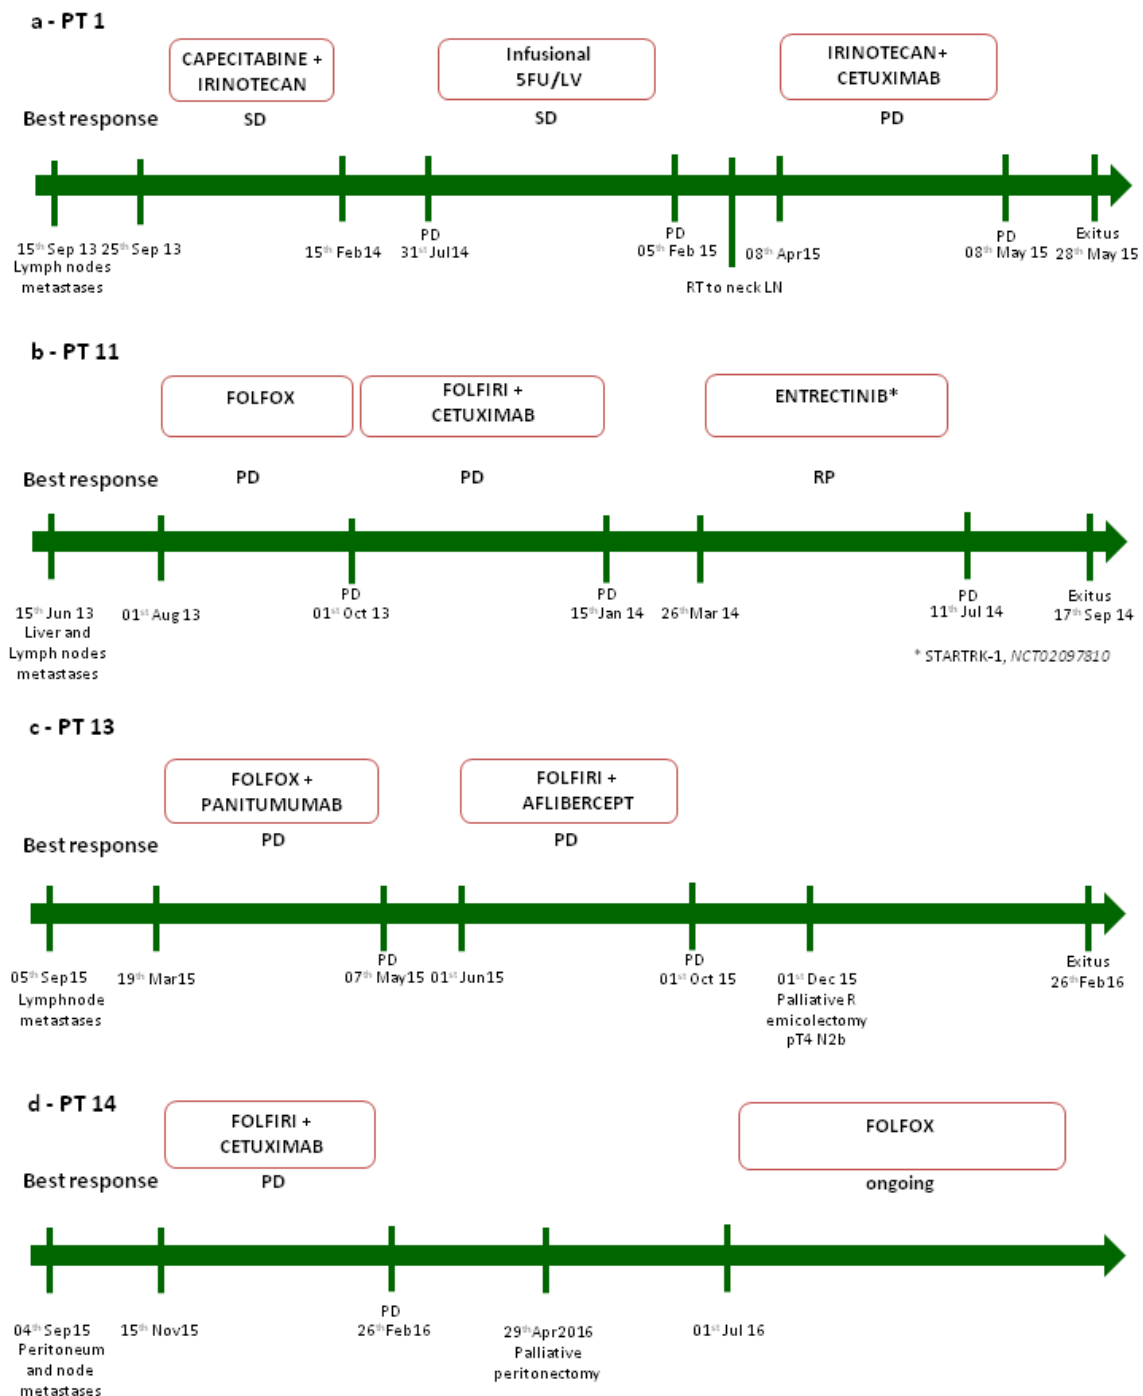 a - PT 1
CAPECITABINE +
IRINOTECAN
Infusional
5FU/LV
IRINOTECAN+
CETUXIMAB
Best response
SD
SD
PD
15th Sep 13
Lymph nodes
metastases
25th Sep 13
15th Feb14
PD
31st Jul14
PD
05th Feb 15
RT to neck LN
08th Apr15
PD
08th May 15
Exitus
28th May 15
b - PT 11
FOLFOX
FOLFIRI +
CETUXIMAB
ENTRECTINIB*
Best response
PD
PD
RP
15th Jun 13
Liver and
Lymph nodes
metastases
01st Aug 13
PD
01st Oct 13
PD
15th Jan 14
26th Mar 14
PD
11th Jul 14
Exitus
17th Sep 14
* STARTRK-1, NCT02097810
c - PT 13
FOLFOX +
PANITUMUMAB
FOLFIRI +
AFLIBERCEPT
Best response
PD
PD
05th Sep15
Lymphnode
metastases
19th Mar15
PD
07th May15
01st Jun15
PD
01st Oct 15
01st Dec 15
Palliative R
emicolectomy
pT4 N2b
Exitus
26th Feb16
d - PT 14
FOLFIRI +
CETUXIMAB
FOLFOX
Best response
PD
ongoing
04th Sep15
Peritoneum
and node
metastases
15th Nov15
PD
26th Feb16
29th Apr2016
Palliative
peritonectomy
01st Jul 16